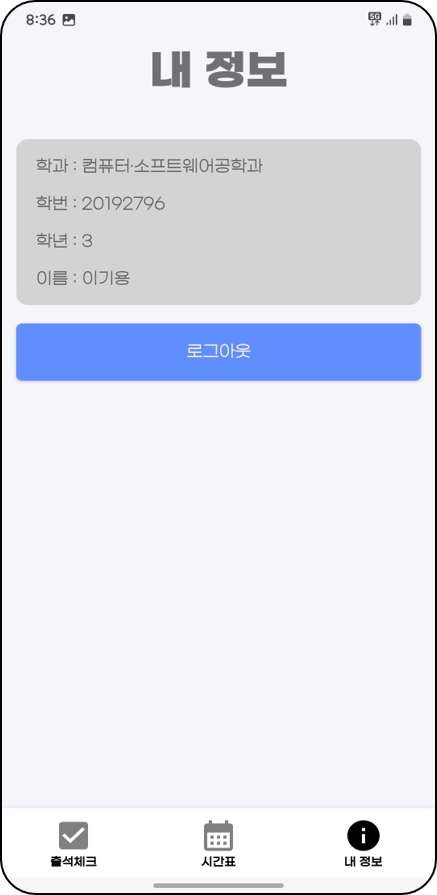 8:36
5G
내 정보
학과 : 컴퓨터·소프트웨어공학과
학번 : 20192796
학년 : 3
이름 : 이기용
로그아웃
출석체크
시간표
내 정보